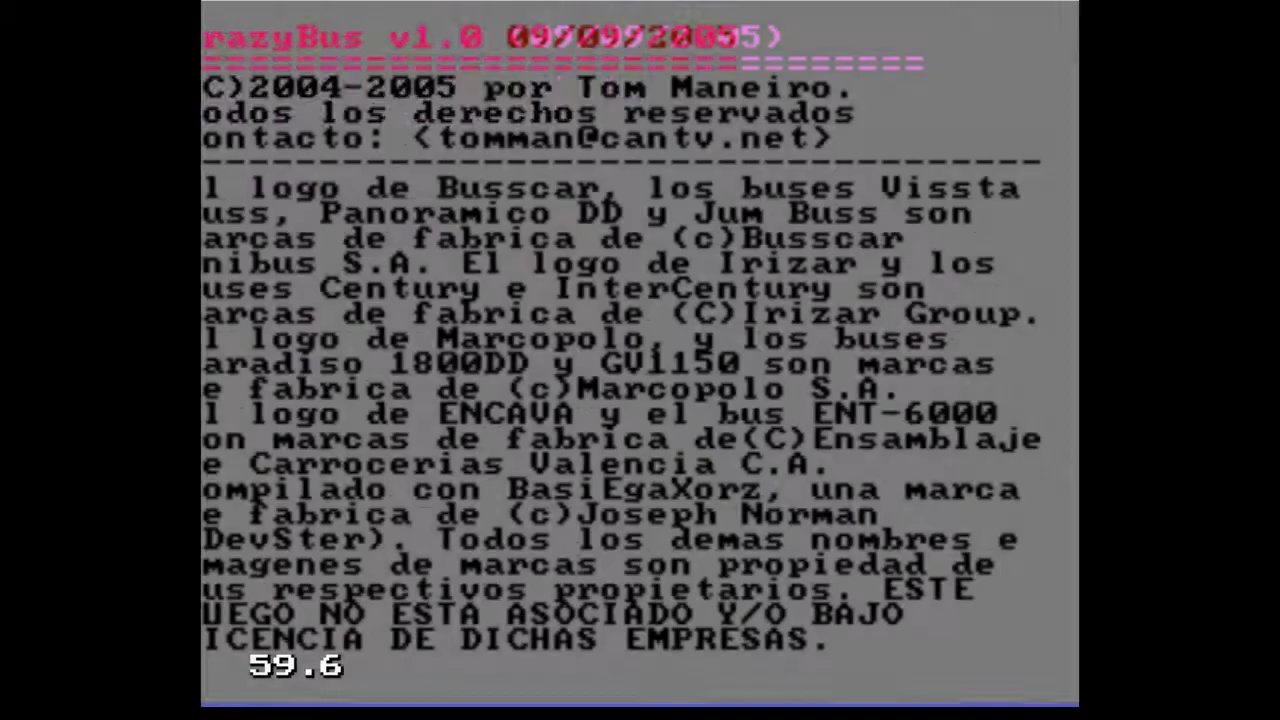 razyBus v1.0 09/09/2005)
===============================
C)2004-2005 por Tom Maneiro.
odos los derechos reservados
ontacto: <tomman@cantv.net>
------------------------------------
l logo de Busscar, los buses Vissta
uss, Panoramico DD y Jum Buss son
arcas de fabrica de (c)Busscar
nibus S.A. El logo de Irizar y los
uses Century e InterCentury son
arcas de fabrica de (C)Irizar Group.
l logo de Marcopolo, y los buses
aradiso 1800DD y GV1150 son marcas
e fabrica de (c)Marcopolo S.A.
l logo de ENCAVA y el bus ENT-6000
on marcas de fabrica de(C)Ensamblaje
e Carrocerias Valencia C.A.
ompilado con BasiEgaXorz, una marca
e fabrica de (c)Joseph Norman
DevSter). Todos los demas nombres e
magenes de marcas son propiedad de
us respectivos propietarios. ESTE
UEGO NO ESTA ASOCIADO Y/O BAJO
ICENCIA DE DICHAS EMPRESAS.
59.6